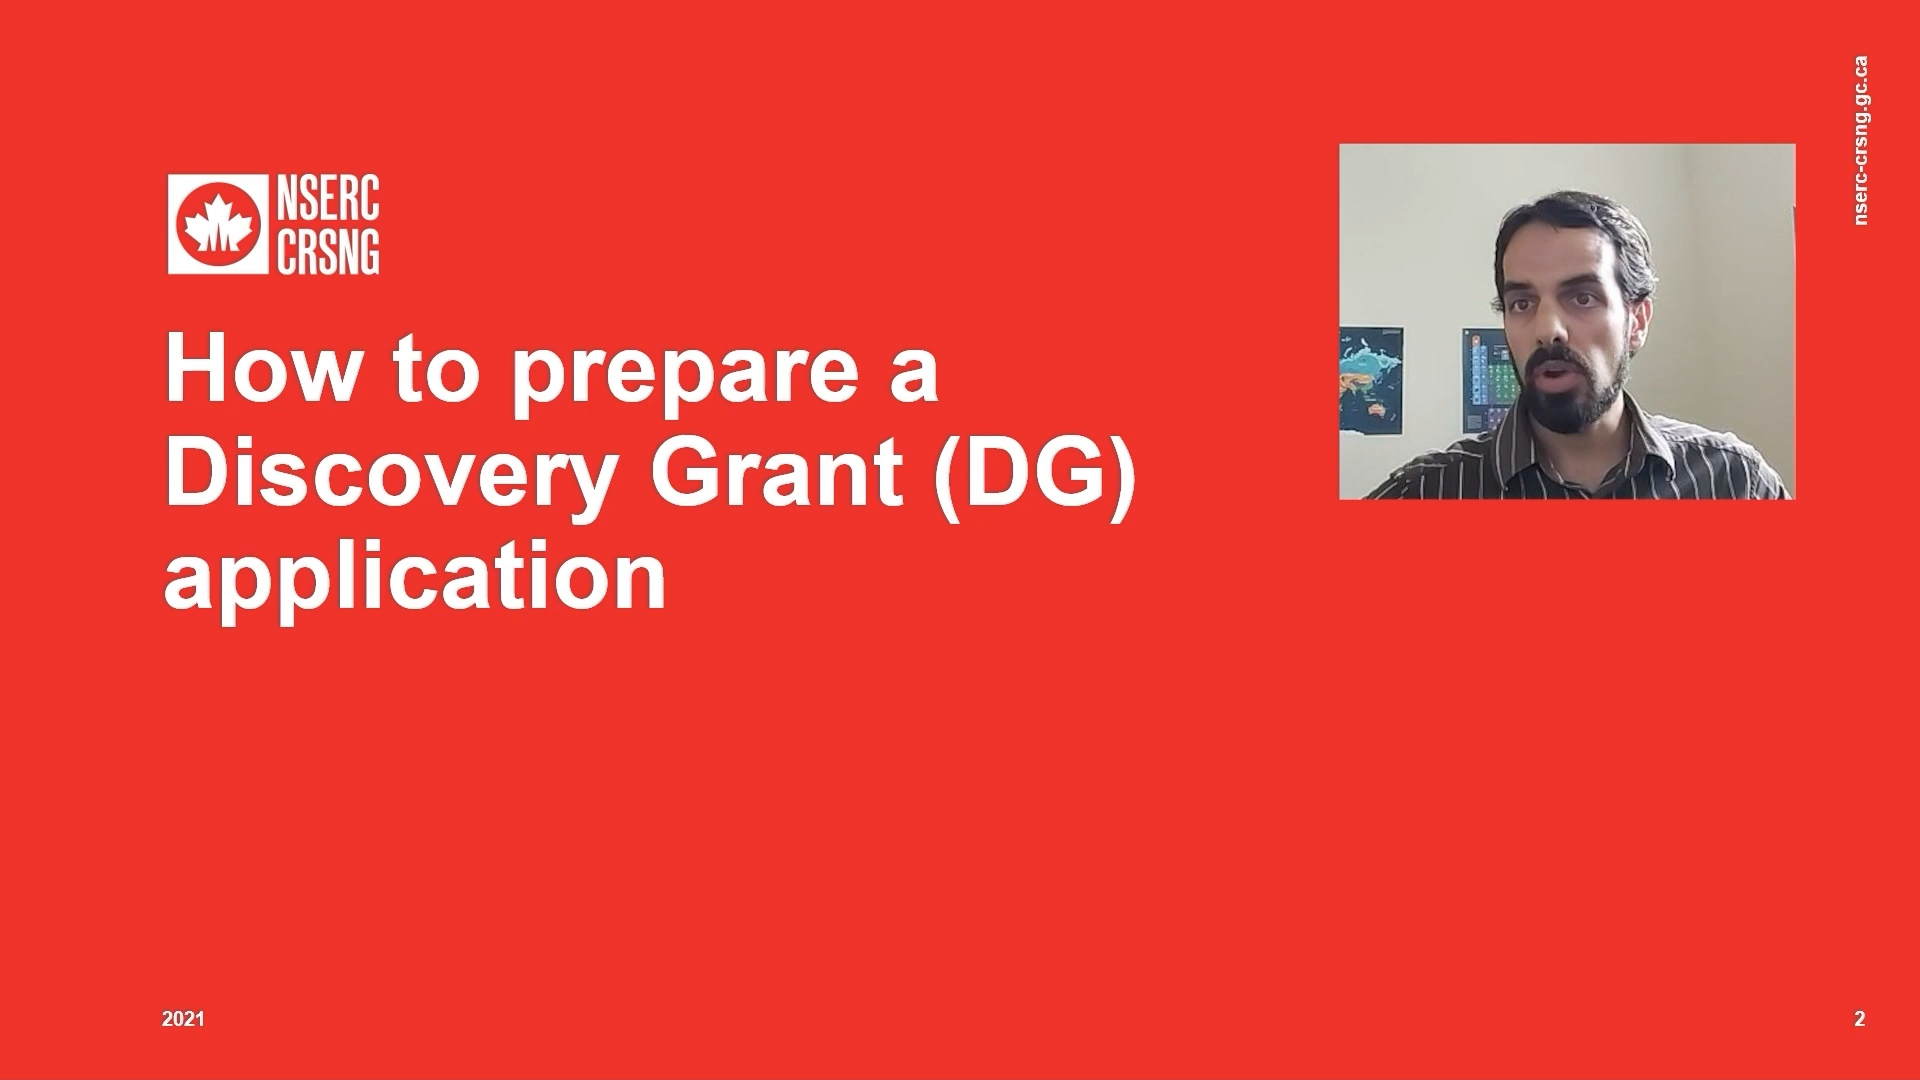 NSERC
CRSNG
How to prepare a
Discovery Grant (DG)
application
nserc-crsng.gc.ca
2021
2